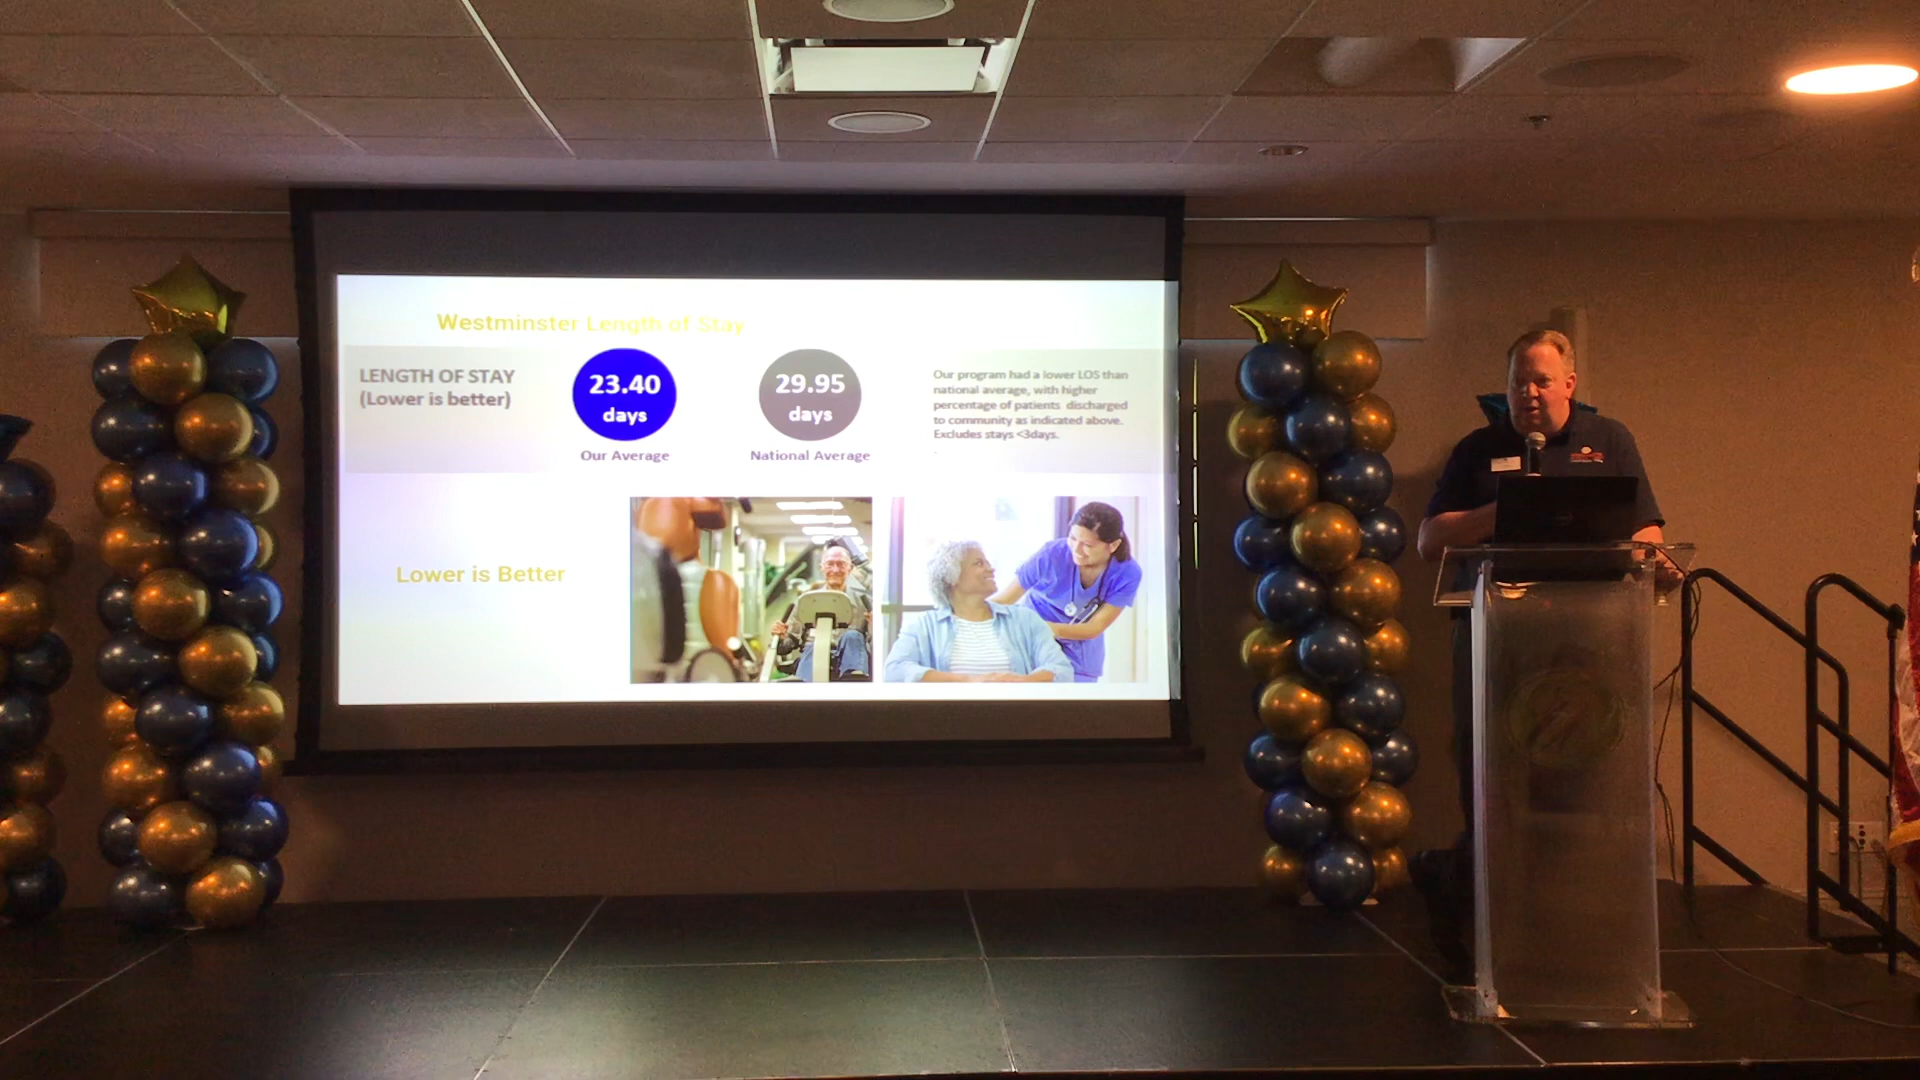 Westminster Length of Stay
LENGTH OF STAY
(Lower is better)
23.40
days
Our Average
29.95
days
National Average
Our program had a lower LOS than
national average, with higher
percentage of patients discharged
to community as indicated above.
Excludes stays <3days.
.
Lower is Better